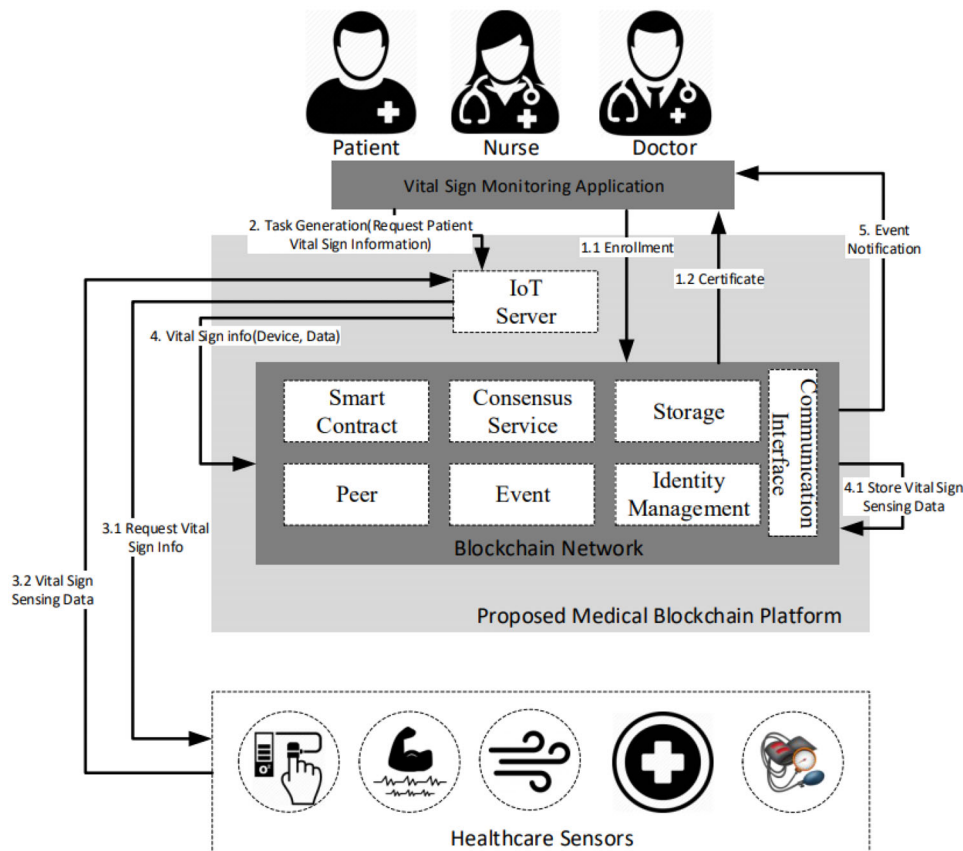 Patient
Nurse
Doctor
Vital Sign Monitoring Application
2. Task Generation(Request Patient
Vital Sign Information)
1.1 Enrollment
1.2 Certificate
5. Event
Notification
IoT
Server
4. Vital Sign info(Device, Data)
Smart
Contract
Consensus
Service
Storage
Communication
Interface
Peer
Event
Identity
Management
4.1 Store Vital Sign
Sensing Data
Blockchain Network
3.1 Request Vital
Sign Info
3.2 Vital Sign
Sensing Data
Proposed Medical Blockchain Platform
Healthcare Sensors